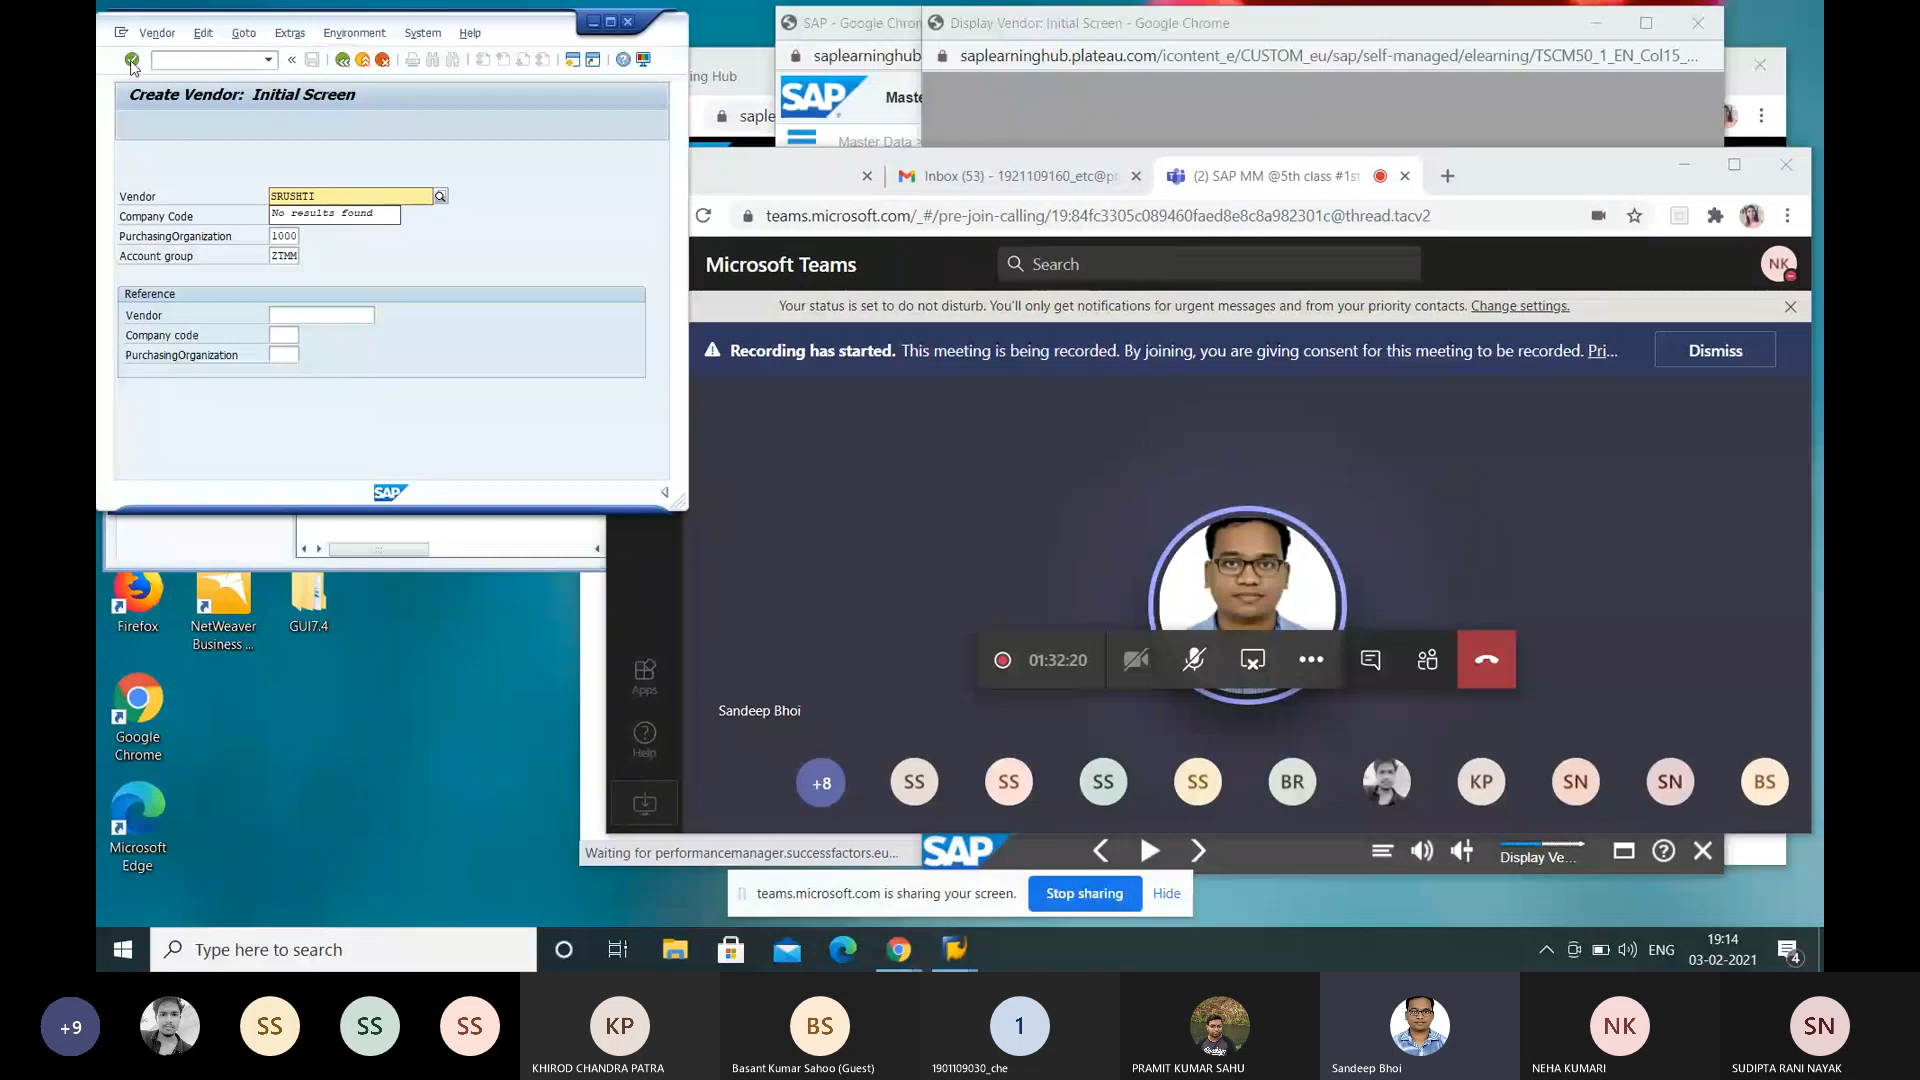 Vendor Edit Goto Extras Environment System Help
Create Vendor: Initial Screen
Vendor SRUSHTI
Company Code No results found
PurchasingOrganization 1000
Account group ZTMM
Reference
Vendor
Company code
PurchasingOrganization
SAP
SAP - Google Chron
saplearninghub
SAP Maste
Master Data >
ing Hub
saple
Display Vendor: Initial Screen - Google Chrome
saplearninghub.plateau.com/icontent_e/CUSTOM_eu/sap/self-managed/elearning/TSCM50_1_EN_Col15_...
Inbox (53) - 1921109160_etc@pr
(2) SAP MM @5th class #1st
teams.microsoft.com/_#/pre-join-calling/19:84fc3305c089460faed8e8c8a982301c@thread.tacv2
Microsoft Teams
Search
NK
Your status is set to do not disturb. You'll only get notifications for urgent messages and from your priority contacts. Change settings.
Recording has started. This meeting is being recorded. By joining, you are giving consent for this meeting to be recorded. Pri...
Dismiss
01:32:20
Apps
Help
Sandeep Bhoi
+8 SS SS SS SS BR KP SN SN BS
Waiting for performancemanager.successfactors.eu...
SAP
Display Ve...
teams.microsoft.com is sharing your screen. Stop sharing Hide
Firefox
NetWeaver
Business ...
GUI7.4
Google
Chrome
Microsoft
Edge
Type here to search
ENG
19:14
03-02-2021
4
+9 SS SS SS KP BS 1 NK SN
KHIROD CHANDRA PATRA
Basant Kumar Sahoo (Guest)
1901109030_che
PRAMIT KUMAR SAHU
Sandeep Bhoi
NEHA KUMARI
SUDIPTA RANI NAYAK